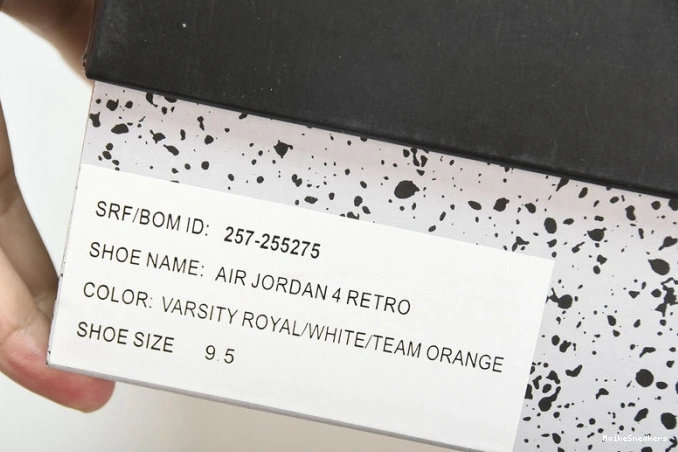 SRF/BOM ID: 257-255275
SHOE NAME: AIR JORDAN 4 RETRO
COLOR: VARSITY ROYAL/WHITE/TEAM ORANGE
SHOE SIZE 9.5
MaikeSneakers